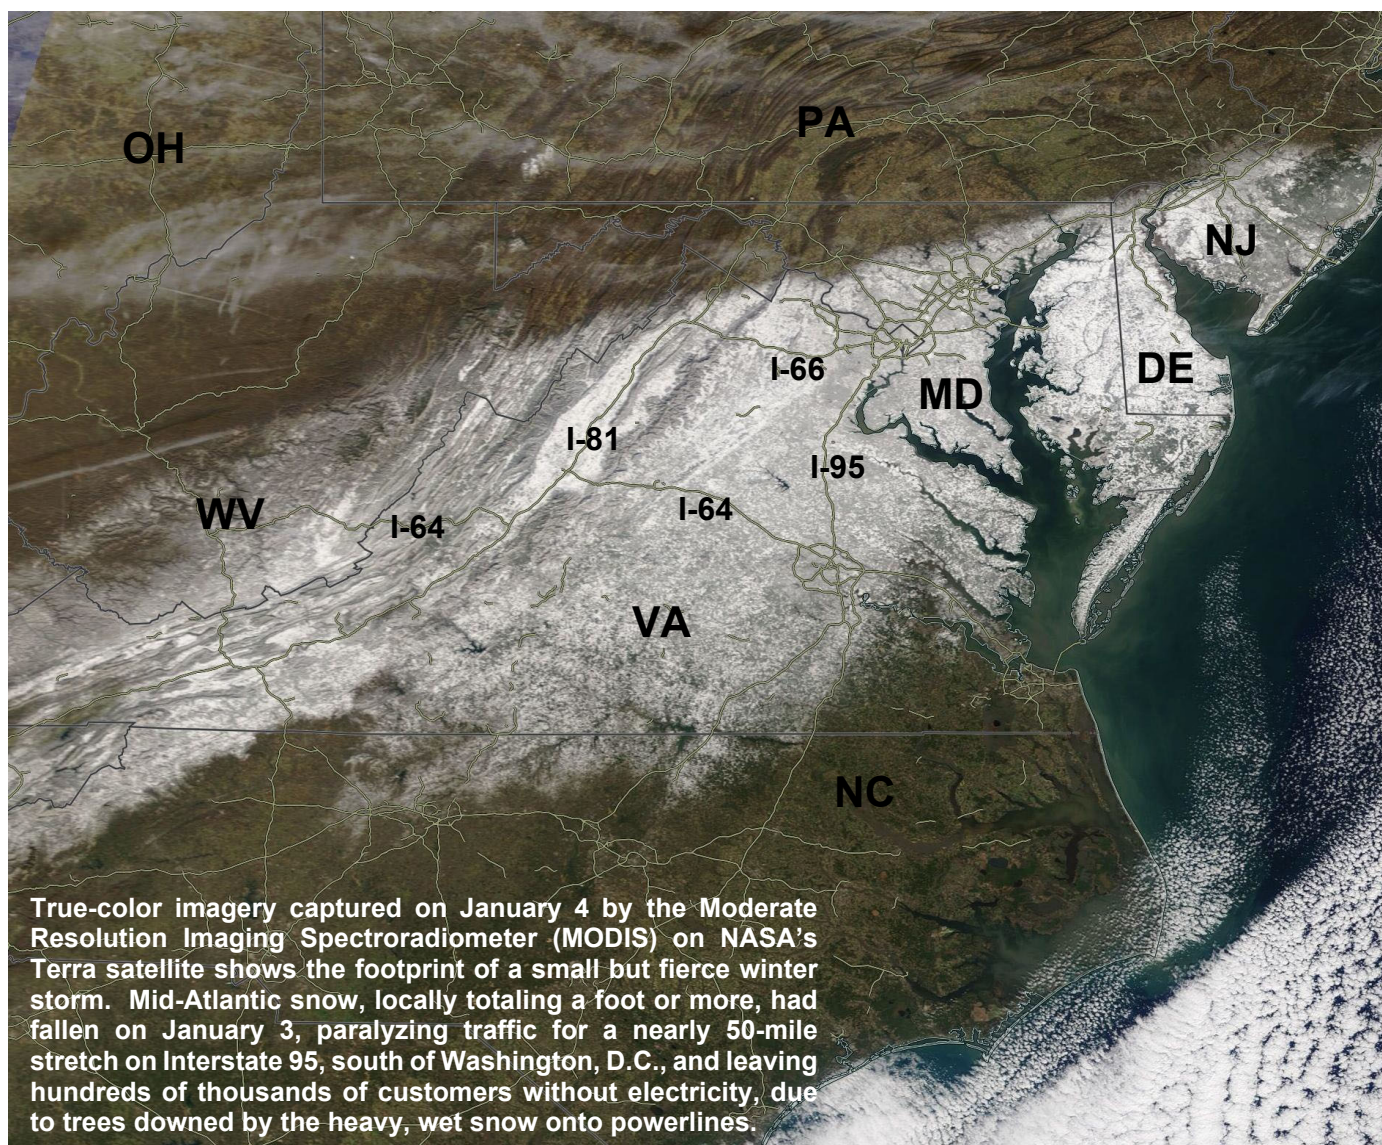 OH
PA
NJ
DE
I-66
MD
I-81
I-95
WV
I-64
I-64
VA
NC
True-color imagery captured on January 4 by the Moderate
Resolution Imaging Spectroradiometer (MODIS) on NASA’s
Terra satellite shows the footprint of a small but fierce winter
storm.  Mid-Atlantic snow, locally totaling a foot or more, had
fallen on January 3, paralyzing traffic for a nearly 50-mile
stretch on Interstate 95, south of Washington, D.C., and leaving
hundreds of thousands of customers without electricity, due
to trees downed by the heavy, wet snow onto powerlines.